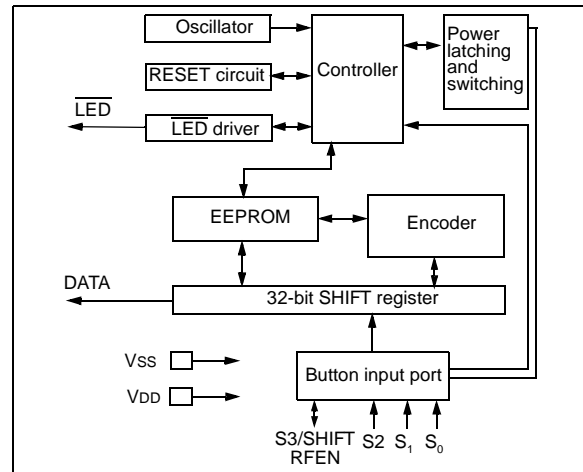 Oscillator
RESET circuit
LED
LED driver
Controller
Power
latching
and
switching
EEPROM
Encoder
DATA
32-bit SHIFT register
VSS
VDD
Button input port
S3/SHIFT
RFEN
S2
S1
S0